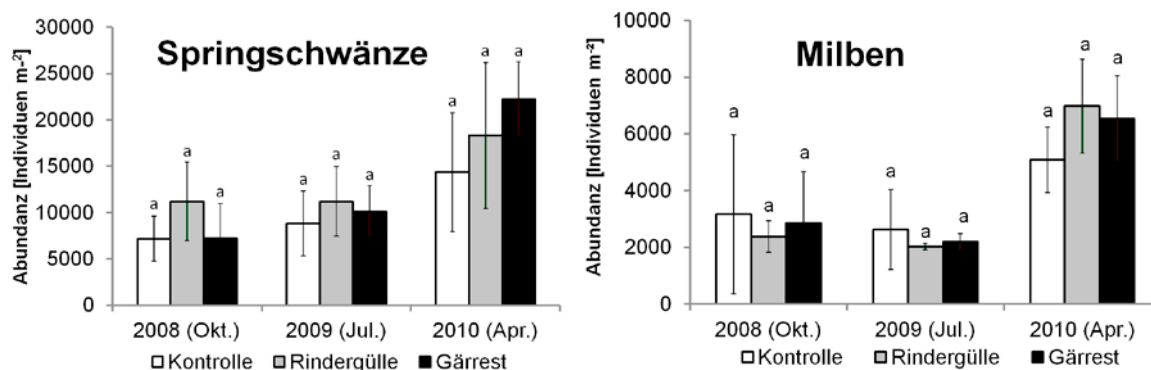 Springschwänze
Abundanz [Individuen m-²]
30000
25000
20000
15000
10000
5000
0
a a a
a a a
a a a
2008 (Okt.) 2009 (Jul.) 2010 (Apr.)
Kontrolle Rindergülle Gärrest
Milben
Abundanz [Individuen m-²]
10000
8000
6000
4000
2000
0
a a a
a a a
a a a
2008 (Okt.) 2009 (Jul.) 2010 (Apr.)
Kontrolle Rindergülle Gärrest